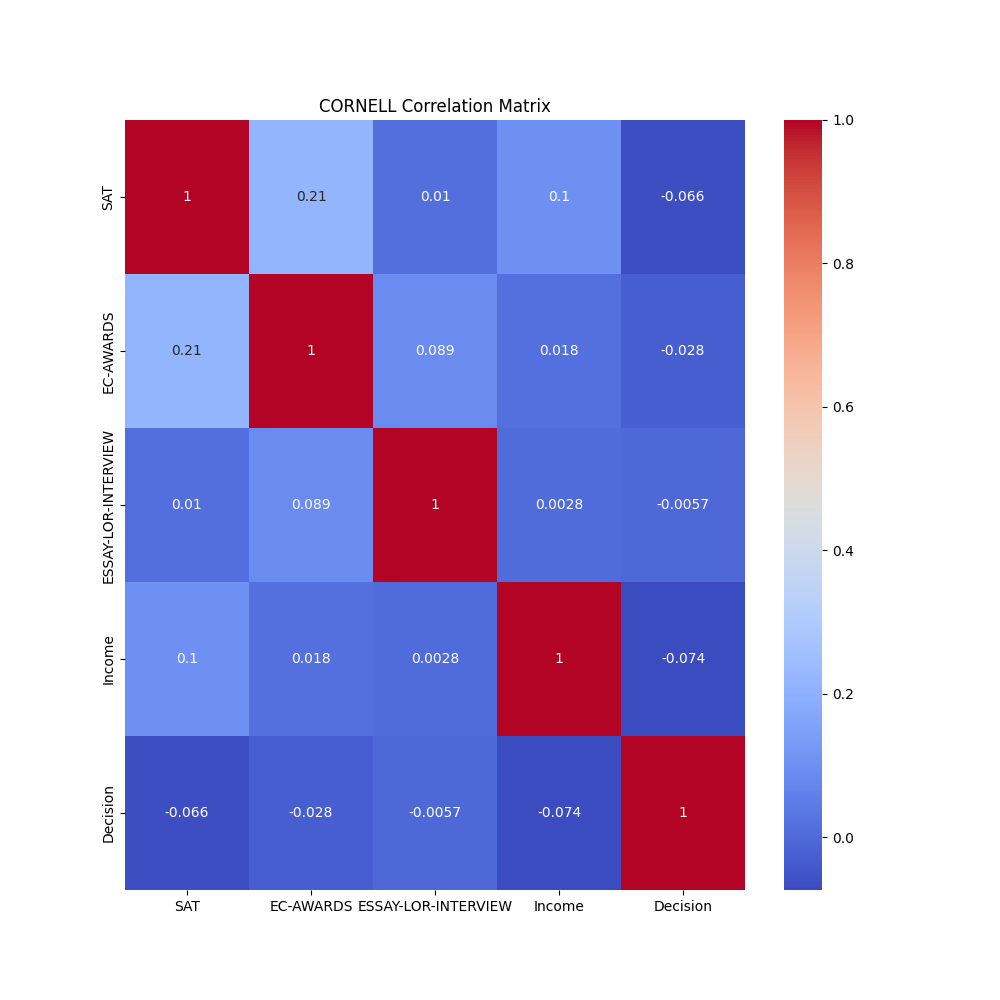 CORNELL Correlation Matrix
SAT 1 0.21 0.01 0.1 -0.066
EC-AWARDS 0.21 1 0.089 0.018 -0.028
ESSAY-LOR-INTERVIEW 0.01 0.089 1 0.0028 -0.0057
Income 0.1 0.018 0.0028 1 -0.074
Decision -0.066 -0.028 -0.0057 -0.074 1
SAT EC-AWARDS ESSAY-LOR-INTERVIEW Income Decision
1.0
0.8
0.6
0.4
0.2
0.0